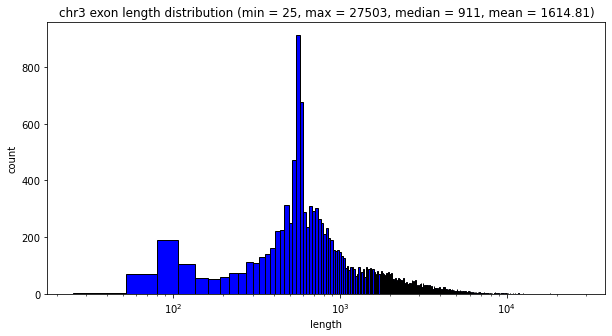 chr3 exon length distribution (min = 25, max = 27503, median = 911, mean = 1614.81)
800
600
count
400
200
0
10²
10³
10⁴
length